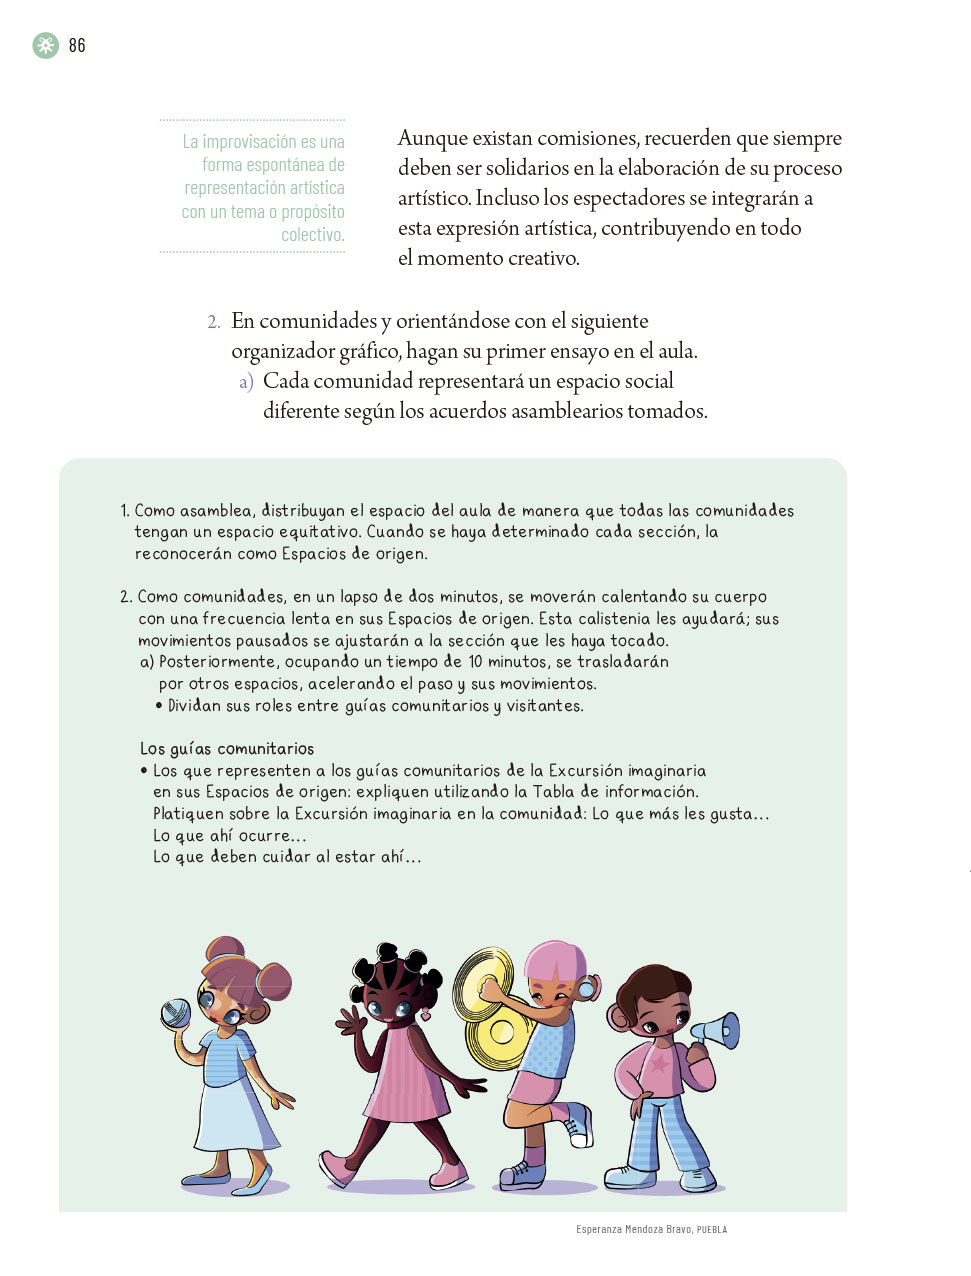 86
La improvisación es una
forma espontánea de
representación artística
con un tema o propósito
colectivo.
Aunque existan comisiones, recuerden que siempre
deben ser solidarios en la elaboración de su proceso
artístico. Incluso los espectadores se integrarán a
esta expresión artística, contribuyendo en todo
el momento creativo.
2. En comunidades y orientándose con el siguiente
organizador gráfico, hagan su primer ensayo en el aula.
a) Cada comunidad representará un espacio social
diferente según los acuerdos asamblearios tomados.
1. Como asamblea, distribuyan el espacio del aula de manera que todas las comunidades
tengan un espacio equitativo. Cuando se haya determinado cada sección, la
reconocerán como Espacios de origen.
2. Como comunidades, en un lapso de dos minutos, se moverán calentando su cuerpo
con una frecuencia lenta en sus Espacios de origen. Esta calistenia les ayudará; sus
movimientos pausados se ajustarán a la sección que les haya tocado.
a) Posteriormente, ocupando un tiempo de 10 minutos, se trasladarán
por otros espacios, acelerando el paso y sus movimientos.
• Dividan sus roles entre guías comunitarios y visitantes.
Los guías comunitarios
• Los que representen a los guías comunitarios de la Excursión imaginaria
en sus Espacios de origen: expliquen utilizando la Tabla de información.
Platiquen sobre la Excursión imaginaria en la comunidad: Lo que más les gusta...
Lo que ahí ocurre...
Lo que deben cuidar al estar ahí...
Esperanza Mendoza Bravo, PUEBLA